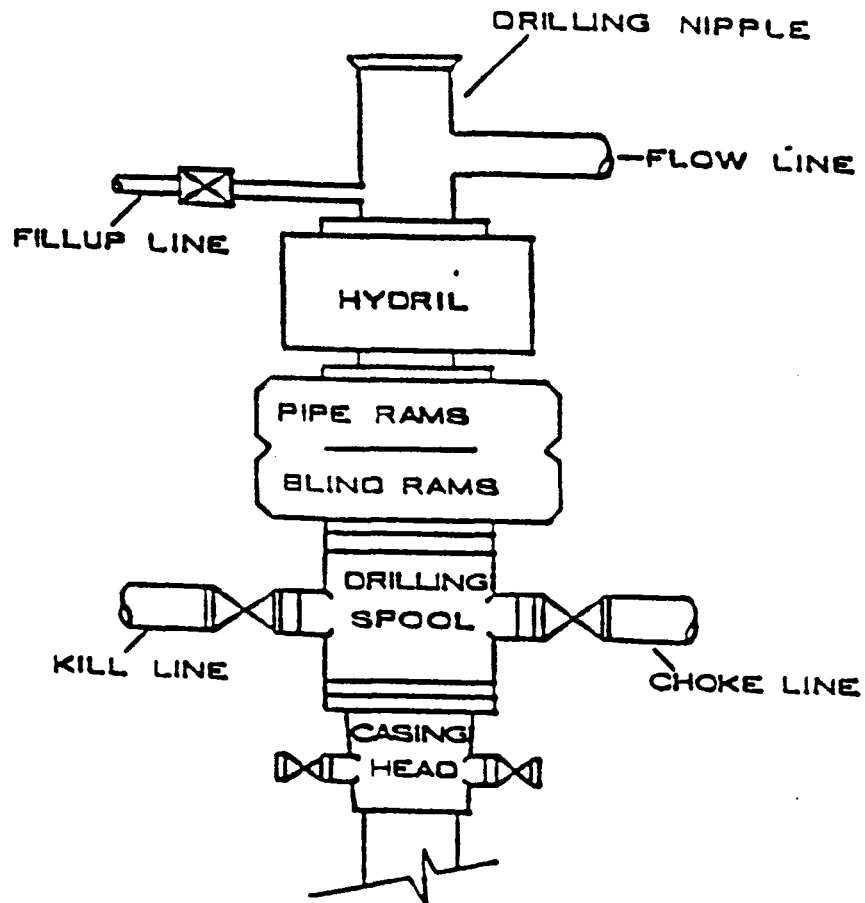 DRILLING NIPPLE
FLOW LINE
FILLUP LINE
HYDRIL
PIPE RAMS
BLIND RAMS
DRILLING
SPOOL
KILL LINE
CHOKE LINE
CASING
HEAD